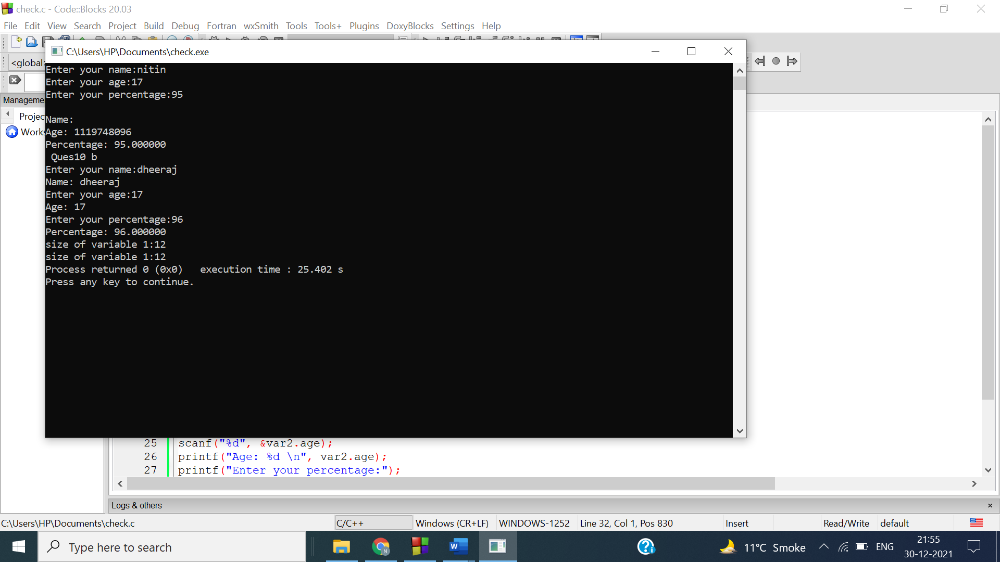 check.c - Code::Blocks 20.03
File Edit View Search Project Build Debug Fortran wxSmith Tools Tools+ Plugins DoxyBlocks Settings Help
C:\Users\HP\Documents\check.exe
<global>
Enter your name:nitin
Enter your age:17
Enter your percentage:95
Name:
Age: 1119748096
Percentage: 95.000000
Ques10 b
Enter your name:dheeraj
Name: dheeraj
Enter your age:17
Age: 17
Enter your percentage:96
Percentage: 96.000000
size of variable 1:12
size of variable 1:12
Process returned 0 (0x0) execution time : 25.402 s
Press any key to continue.
Manageme
Projec
Works
25 scanf("%d", &var2.age);
26 printf("Age: %d \n", var2.age);
27 printf("Enter your percentage:");
Logs & others
C:\Users\HP\Documents\check.c C/C++ Windows (CR+LF) WINDOWS-1252 Line 32, Col 1, Pos 830 Insert Read/Write default
Type here to search
N
W
11°C Smoke
ENG
21:55
30-12-2021